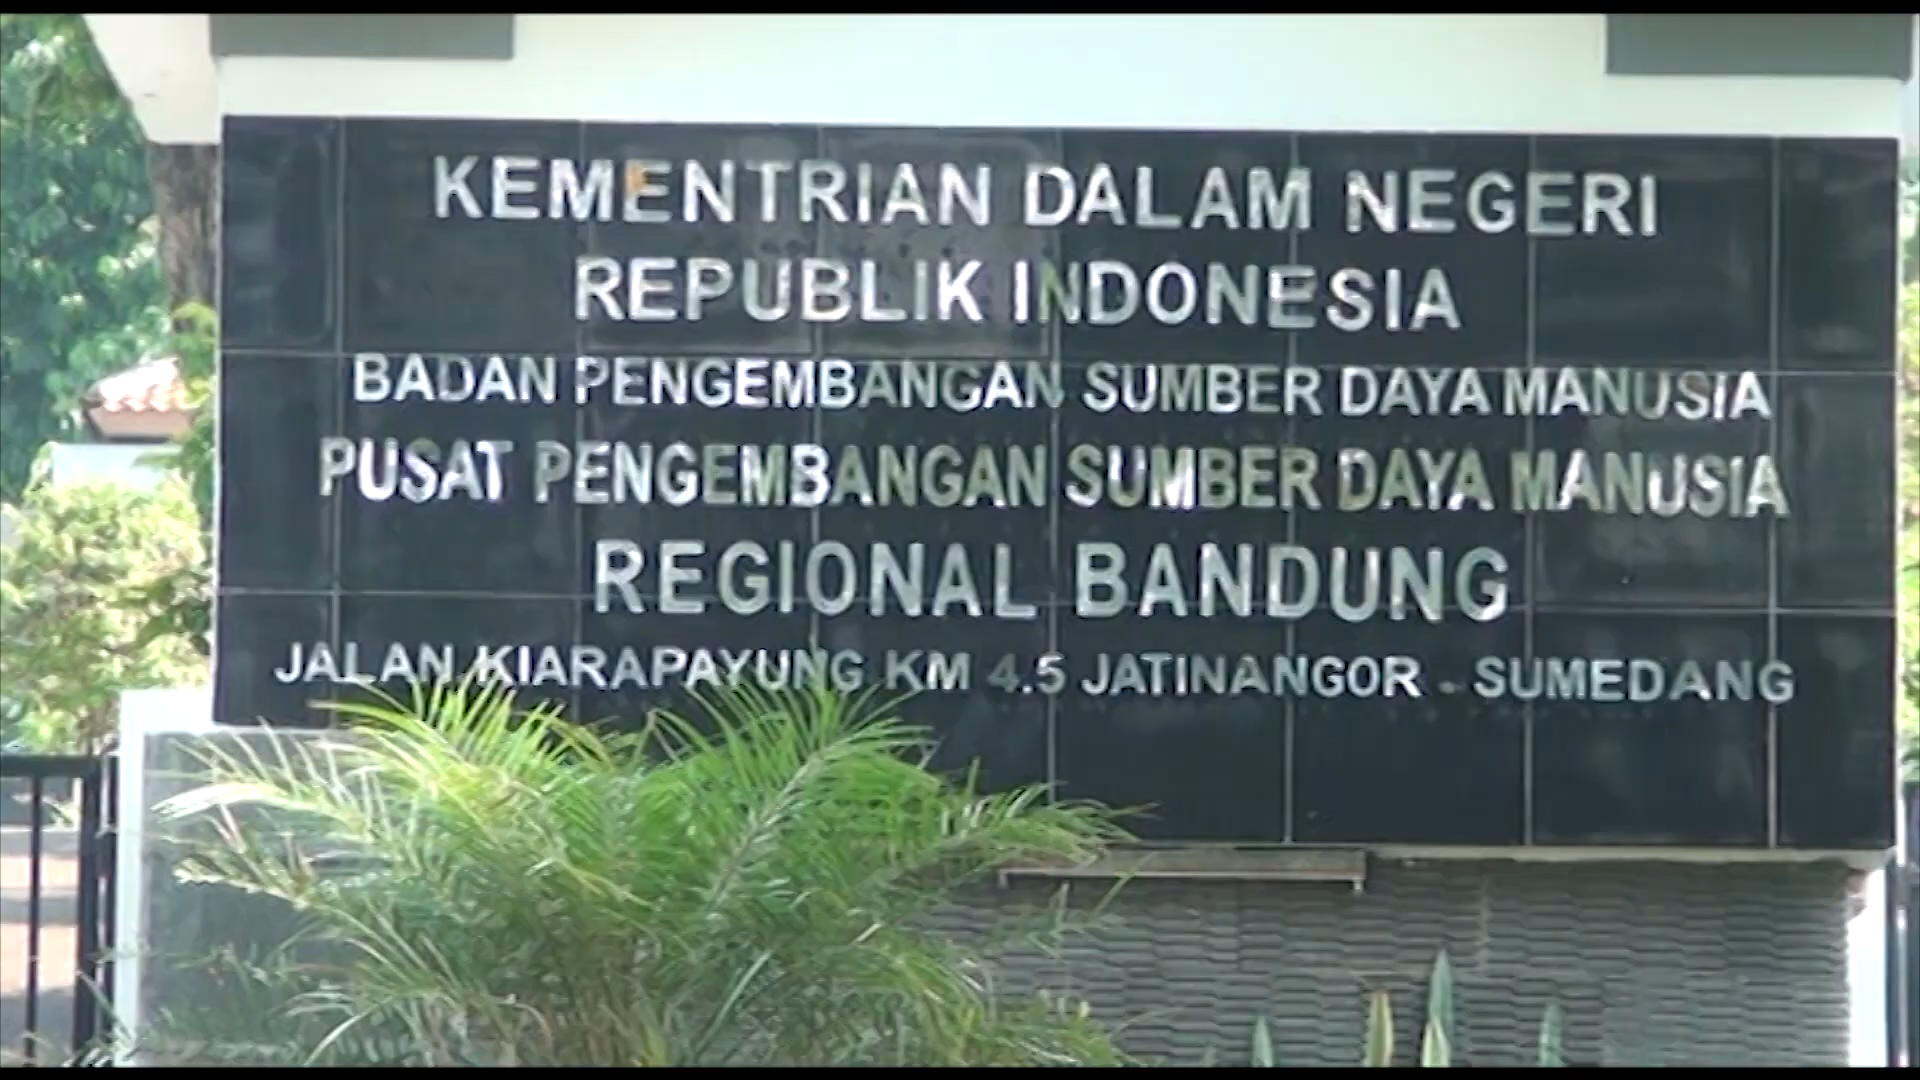 KEMENTRIAN DALAM NEGERI
REPUBLIK INDONESIA
BADAN PENGEMBANGAN SUMBER DAYA MANUSIA
PUSAT PENGEMBANGAN SUMBER DAYA MANUSIA
REGIONAL BANDUNG
JALAN KIARAPAYUNG KM 4.5 JATINANGOR - SUMEDANG